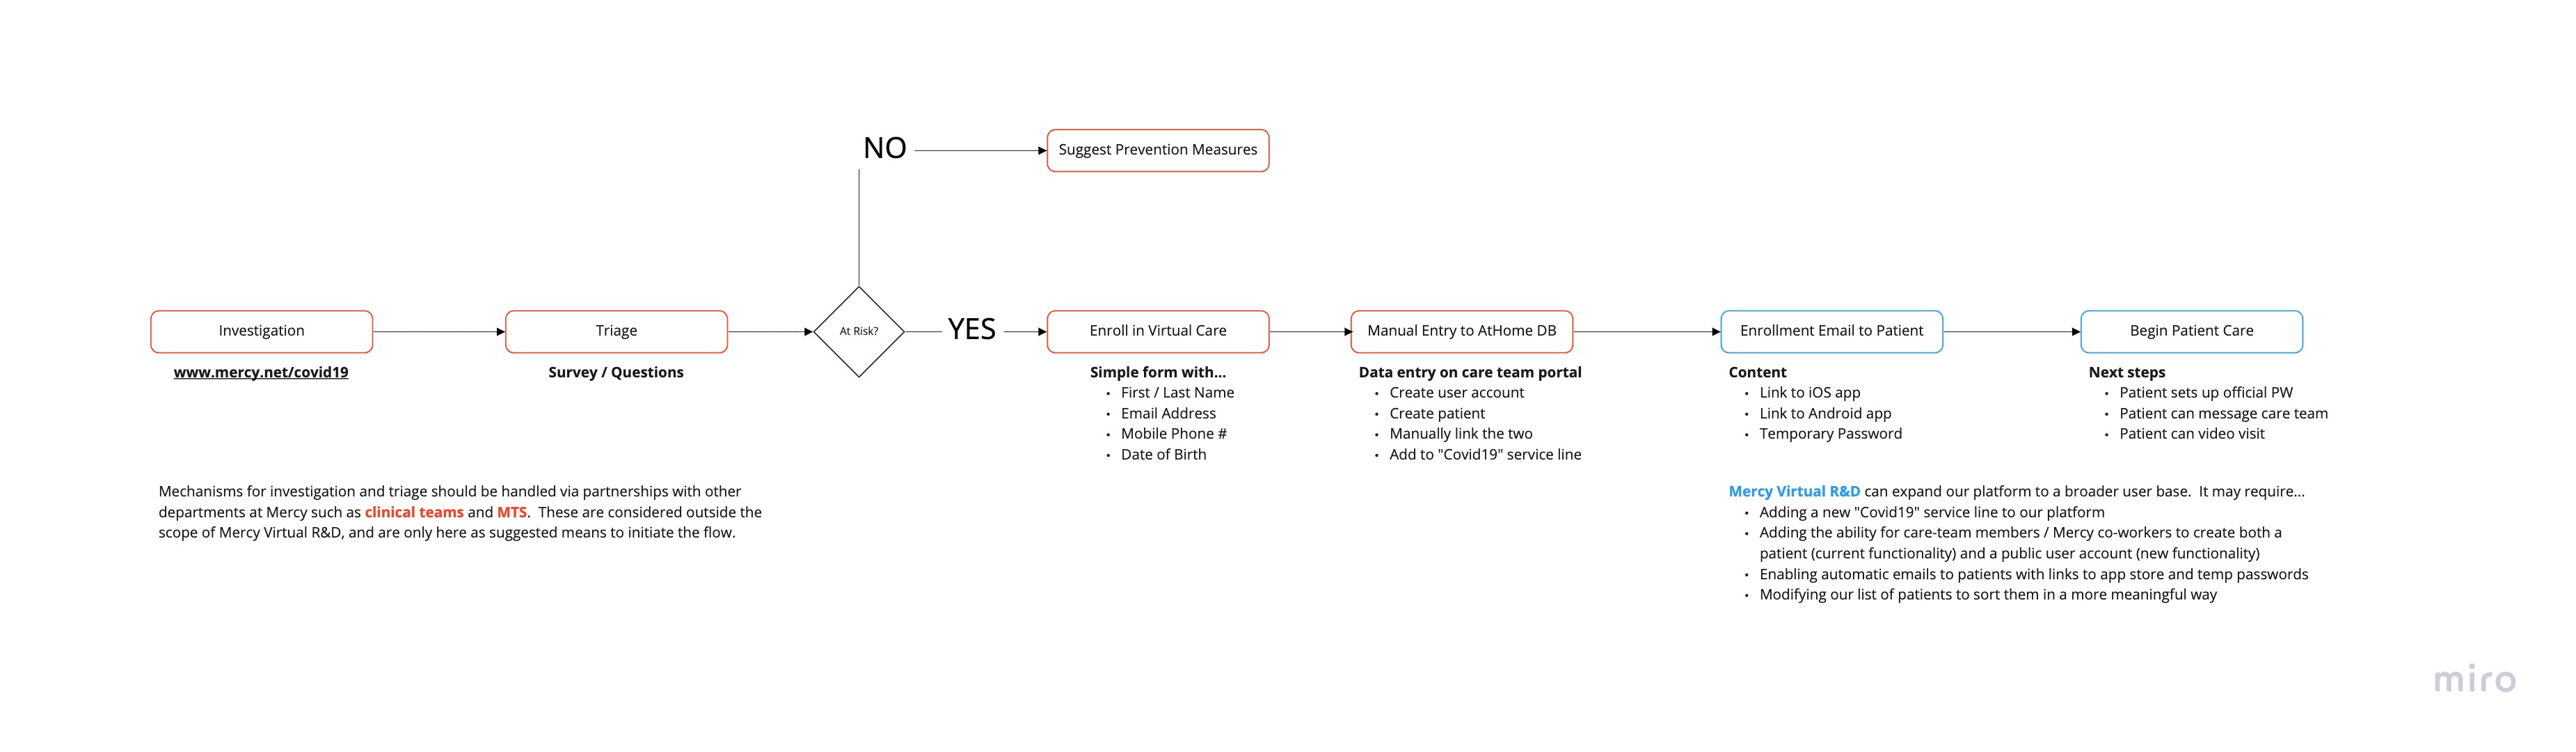 NO
Suggest Prevention Measures
Investigation
Triage
At Risk?
YES
Enroll in Virtual Care
Manual Entry to AtHome DB
Enrollment Email to Patient
Begin Patient Care
www.mercy.net/covid19
Survey / Questions
Simple form with...
• First / Last Name
• Email Address
• Mobile Phone #
• Date of Birth
Data entry on care team portal
• Create user account
• Create patient
• Manually link the two
• Add to "Covid19" service line
Content
• Link to iOS app
• Link to Android app
• Temporary Password
Next steps
• Patient sets up official PW
• Patient can message care team
• Patient can video visit
Mechanisms for investigation and triage should be handled via partnerships with other
departments at Mercy such as clinical teams and MTS.  These are considered outside the
scope of Mercy Virtual R&D, and are only here as suggested means to initiate the flow.
Mercy Virtual R&D can expand our platform to a broader user base.  It may require...
• Adding a new "Covid19" service line to our platform
• Adding the ability for care-team members / Mercy co-workers to create both a
patient (current functionality) and a public user account (new functionality)
• Enabling automatic emails to patients with links to app store and temp passwords
• Modifying our list of patients to sort them in a more meaningful way
miro